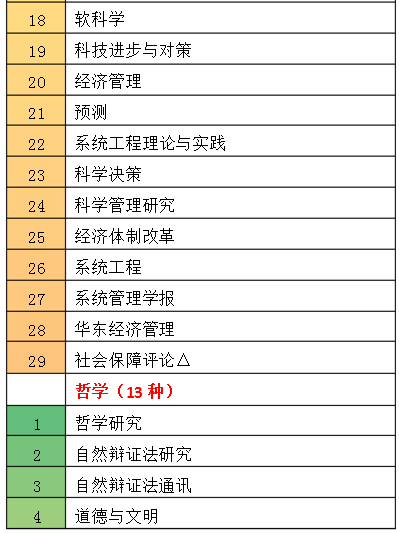 18 软科学
19 科技进步与对策
20 经济管理
21 预测
22 系统工程理论与实践
23 科学决策
24 科学管理研究
25 经济体制改革
26 系统工程
27 系统管理学报
28 华东经济管理
29 社会保障评论△
哲学（13 种）
1 哲学研究
2 自然辩证法研究
3 自然辩证法通讯
4 道德与文明